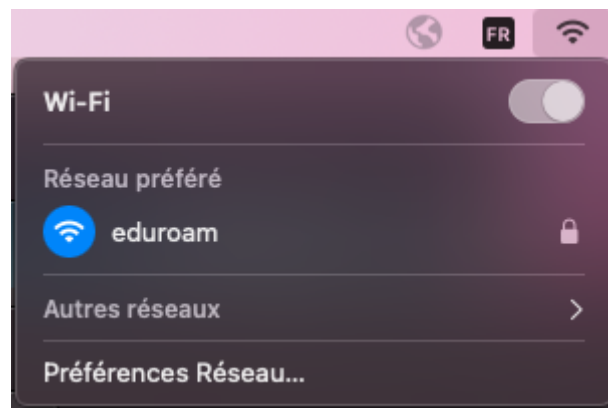 FR
Wi-Fi
Réseau préféré
eduroam
Autres réseaux
Préférences Réseau...